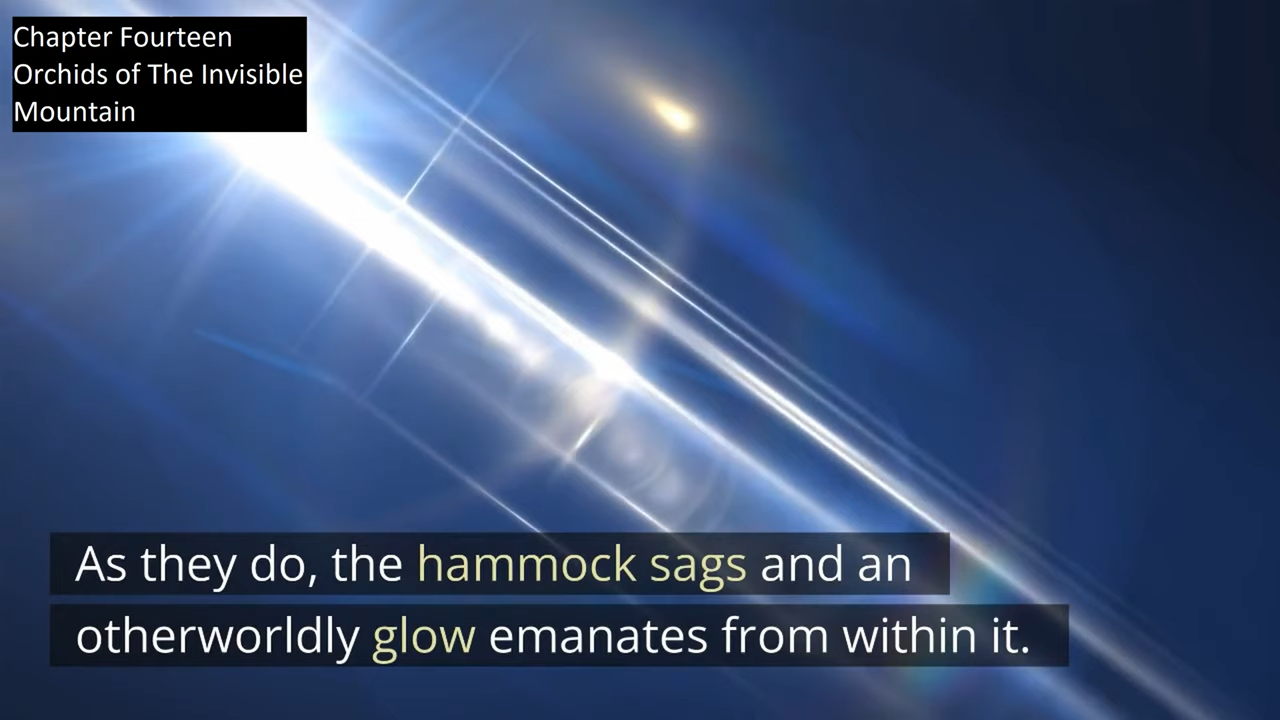 Chapter Fourteen
Orchids of The Invisible
Mountain
As they do, the hammock sags and an
otherworldly glow emanates from within it.